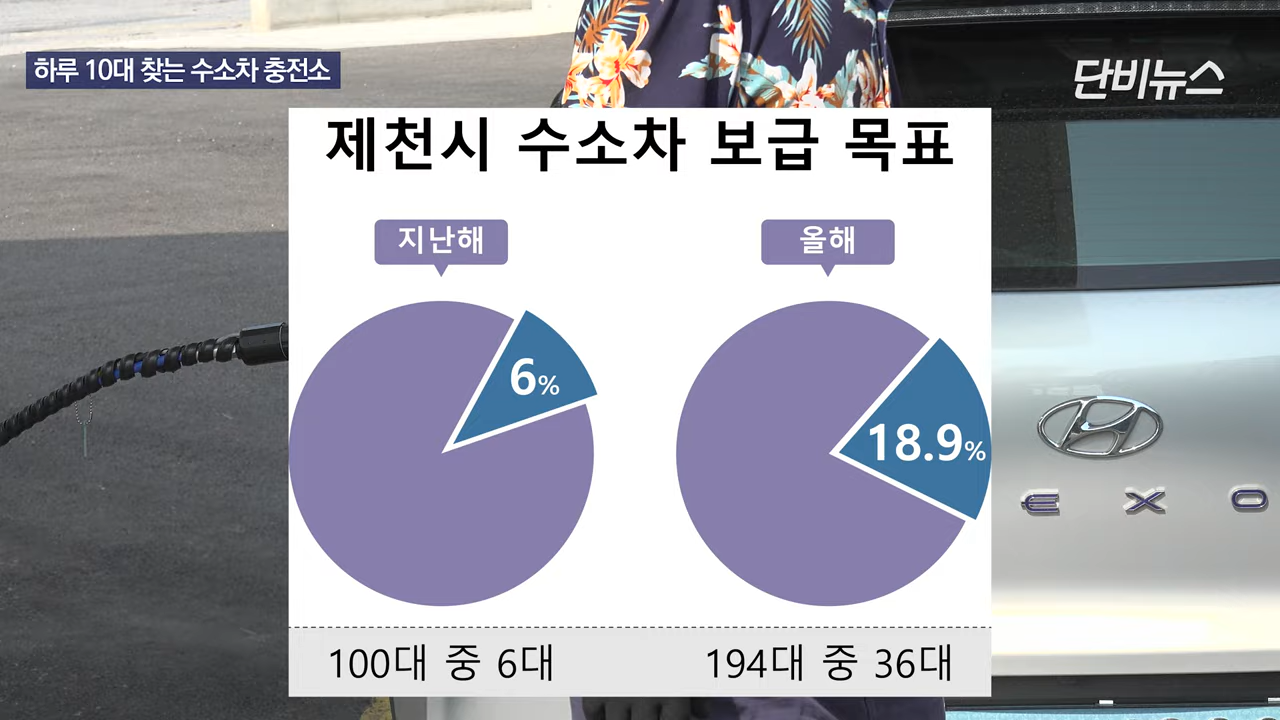 하루 10대 찾는 수소차 충전소
단비뉴스
제천시 수소차 보급 목표
지난해
올해
6%
18.9%
100대 중 6대
194대 중 36대
E X O